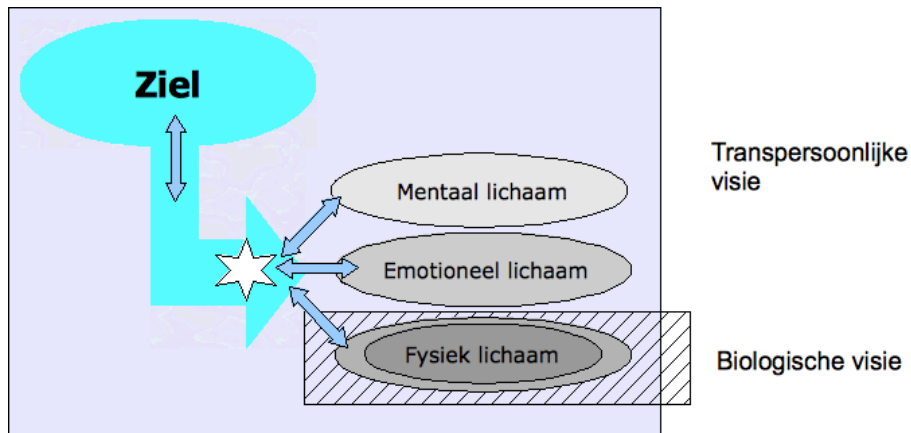 Ziel
Mentaal lichaam
Transpersoonlijke
visie
Emotioneel lichaam
Fysiek lichaam
Biologische visie